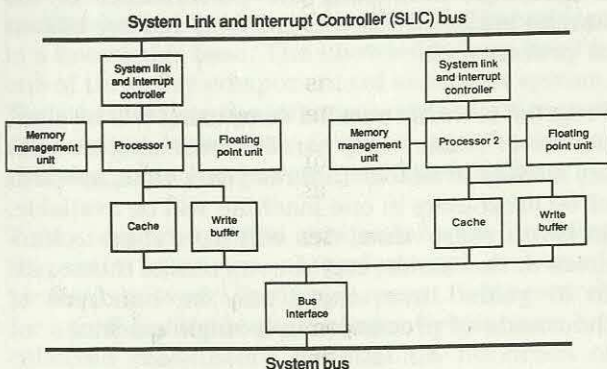 System Link and Interrupt Controller (SLIC) bus
System link
and interrupt
controller
System link
and interrupt
controller
Memory
management
unit
Processor 1
Floating
point unit
Memory
management
unit
Processor 2
Floating
point unit
Cache
Write
buffer
Cache
Write
buffer
Bus
Interface
System bus